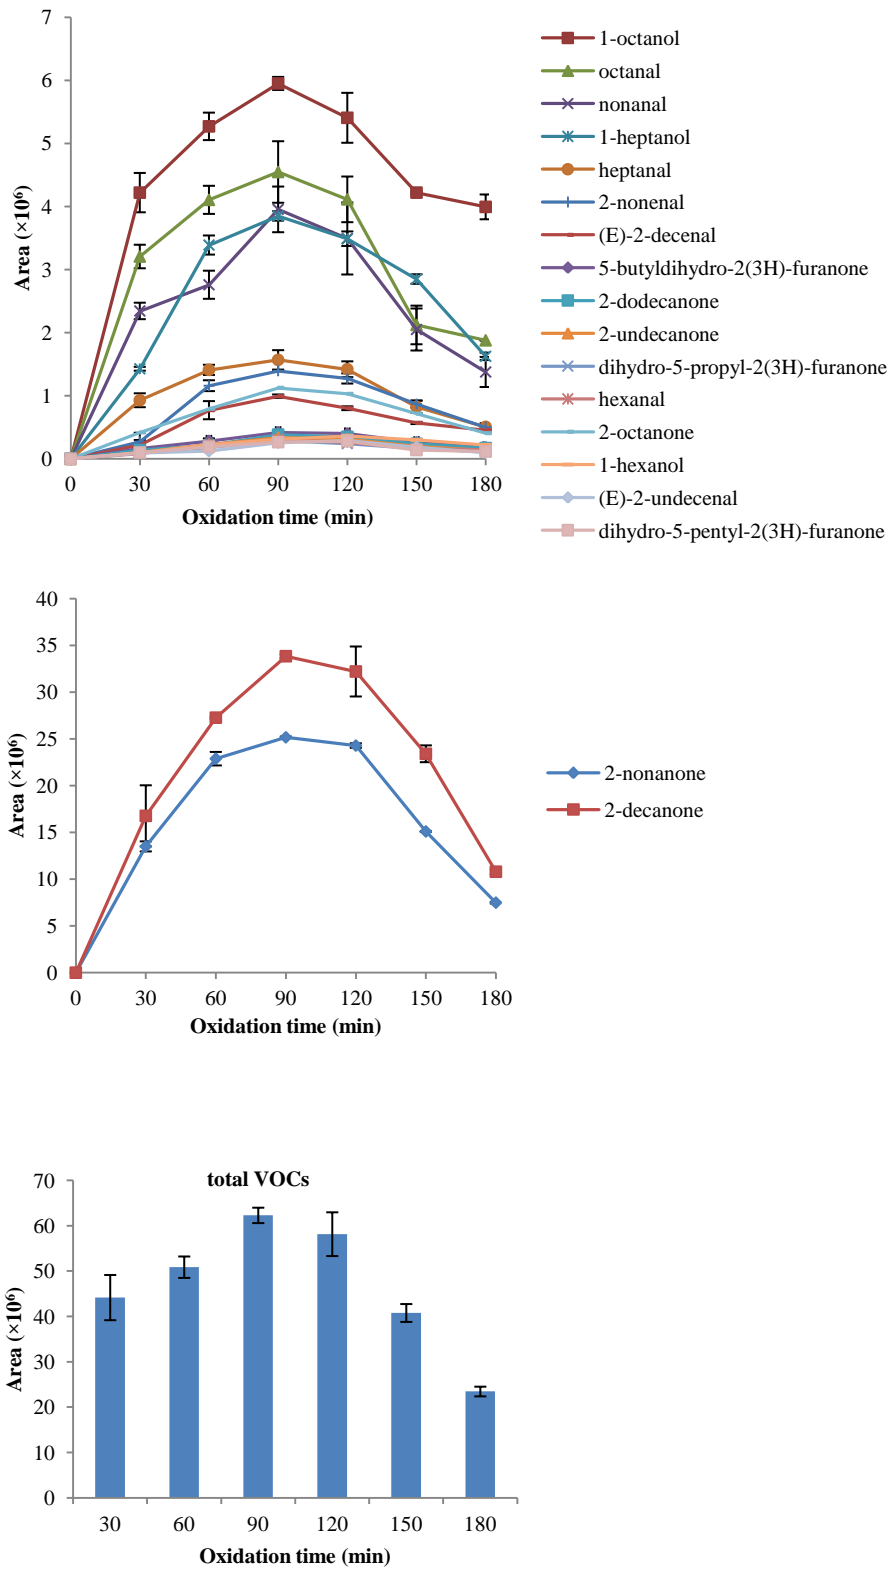 7
6
5
4
3
2
1
0
Area (×10⁶)
0 30 60 90 120 150 180
Oxidation time (min)
1-octanol
octanal
nonanal
1-heptanol
heptanal
2-nonenal
(E)-2-decenal
5-butyldihydro-2(3H)-furanone
2-dodecanone
2-undecanone
dihydro-5-propyl-2(3H)-furanone
hexanal
2-octanone
1-hexanol
(E)-2-undecenal
dihydro-5-pentyl-2(3H)-furanone
40
35
30
25
20
15
10
5
0
Area (×10⁶)
0 30 60 90 120 150 180
Oxidation time (min)
2-nonanone
2-decanone
total VOCs
70
60
50
40
30
20
10
0
Area (×10⁶)
30 60 90 120 150 180
Oxidation time (min)